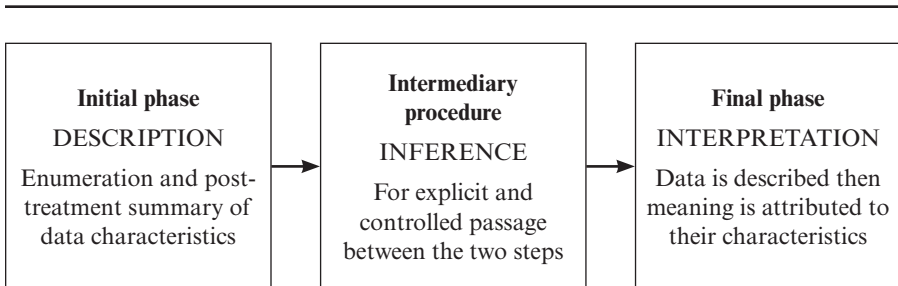 Initial phase
DESCRIPTION
Enumeration and post-
treatment summary of
data characteristics
Intermediary
procedure
INFERENCE
For explicit and
controlled passage
between the two steps
Final phase
INTERPRETATION
Data is described then
meaning is attributed to
their characteristics